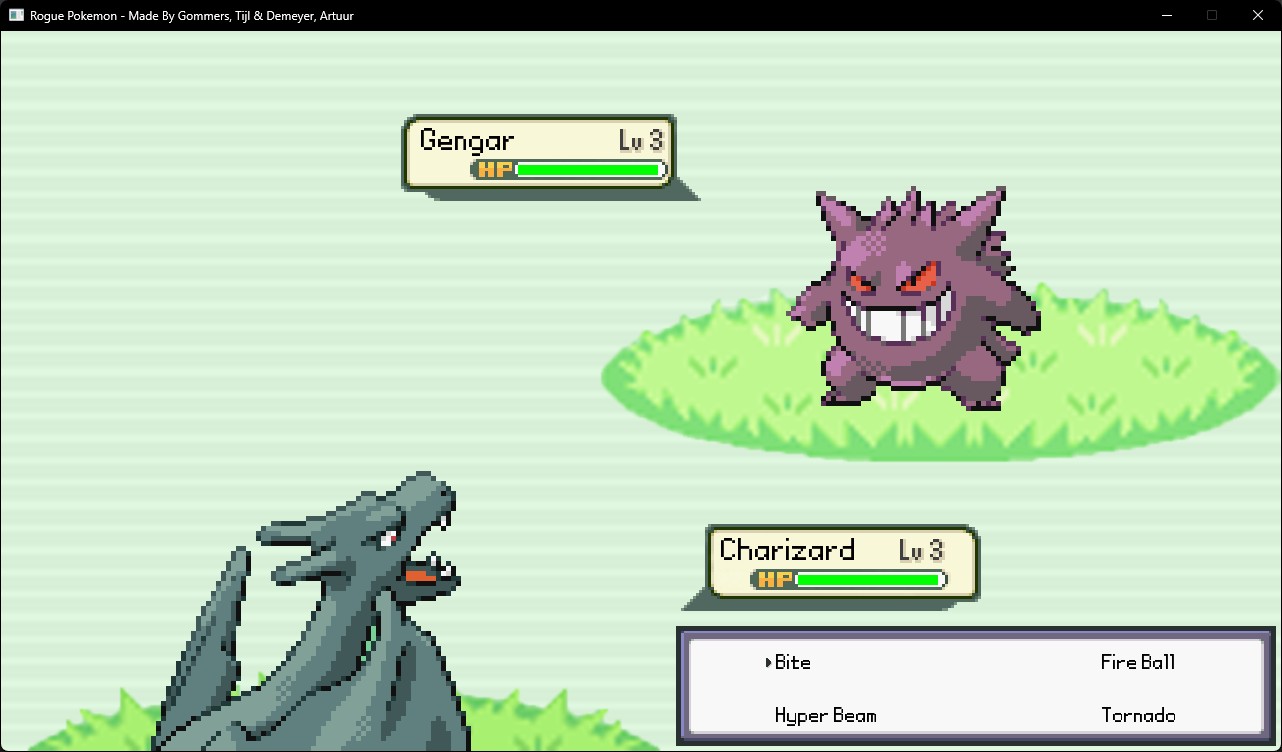 Rogue Pokemon - Made By Gommers, Tijl & Demeyer, Artuur
Gengar Lv 3
HP
Charizard Lv 3
HP
Bite Fire Ball
Hyper Beam Tornado